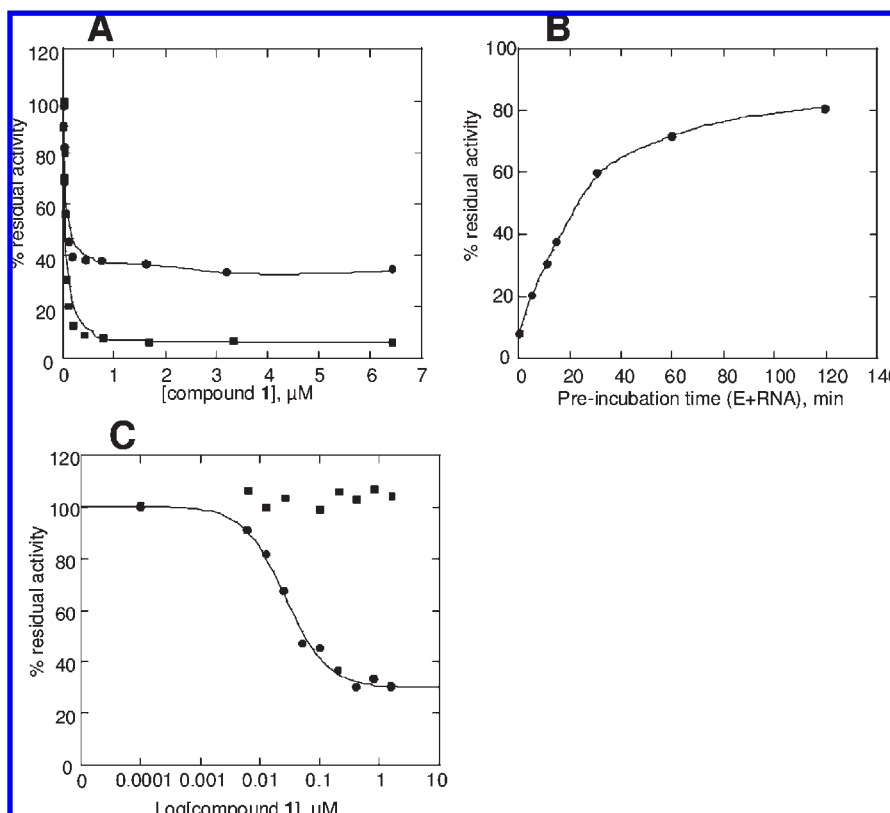 A
120
100
80
60
40
20
0
% residual activity
0 1 2 3 4 5 6 7
[compound 1], μM
B
100
80
60
40
20
0
% residual activity
0 20 40 60 80 100 120 140
Pre-incubation time (E+RNA), min
C
120
100
80
60
40
20
0
% residual activity
0 0.0001 0.001 0.01 0.1 1 10
Log[compound 1], μM